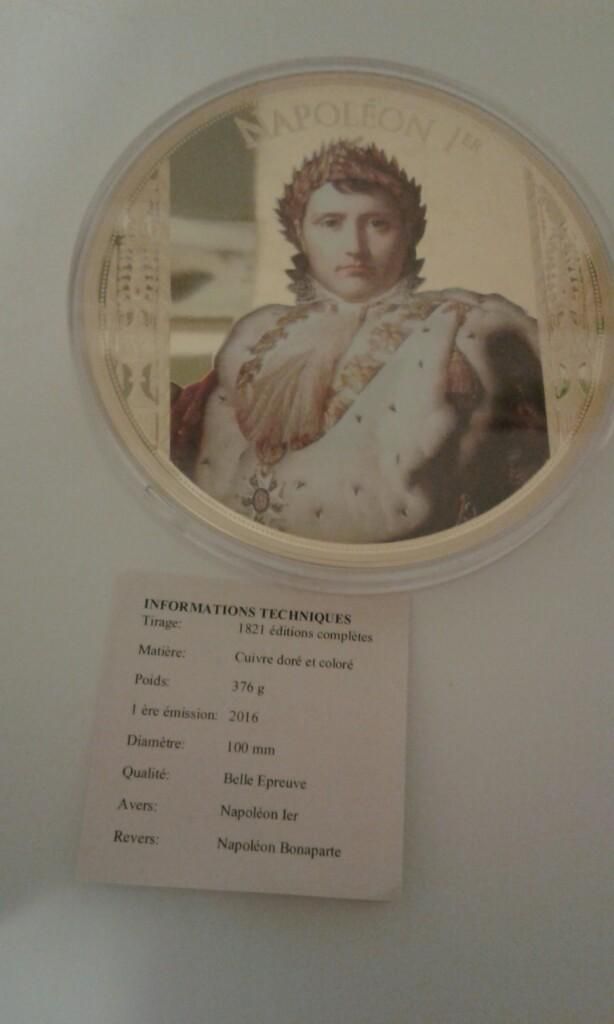 NAPOLÉON 1ER
INFORMATIONS TECHNIQUES
Tirage: 1821 éditions complètes
Matière: Cuivre doré et coloré
Poids: 376 g
1 ère émission: 2016
Diamètre: 100 mm
Qualité: Belle Epreuve
Avers: Napoléon Ier
Revers: Napoléon Bonaparte